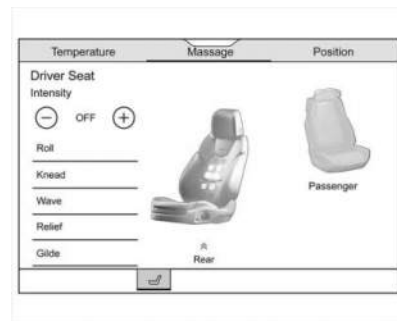 Temperature Massage Position
Driver Seat
Intensity
OFF
Roll
Knead
Wave
Relief
Gilde
Passenger
Rear